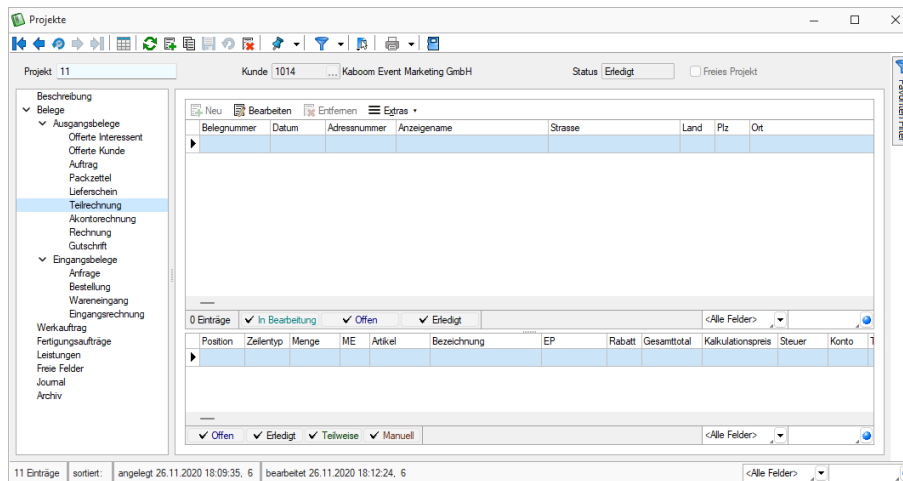 Projekte
Projekt 11 Kunde 1014 ... Kaboom Event Marketing GmbH Status Erledigt Freies Projekt
Favoriten Filter
Beschreibung
Belege
Ausgangsbelege
Offerte Interessent
Offerte Kunde
Auftrag
Packzettel
Lieferschein
Teilrechnung
Akontorechnung
Rechnung
Gutschrift
Eingangsbelege
Anfrage
Bestellung
Wareneingang
Eingangsrechnung
Werkauftrag
Fertigungsaufträge
Leistungen
Freie Felder
Journal
Archiv
Neu Bearbeiten Entfernen Extras
Belegnummer Datum Adressnummer Anzeigename Strasse Land Plz Ort
0 Einträge In Bearbeitung Offen Erledigt <Alle Felder>
Position Zeilentyp Menge ME Artikel Bezeichnung EP Rabatt Gesamttotal Kalkulationspreis Steuer Konto T
Offen Erledigt Teilweise Manuell <Alle Felder>
11 Einträge sortiert: angelegt 26.11.2020 18:09:35, 6 bearbeitet 26.11.2020 18:12:24, 6 <Alle Felder>